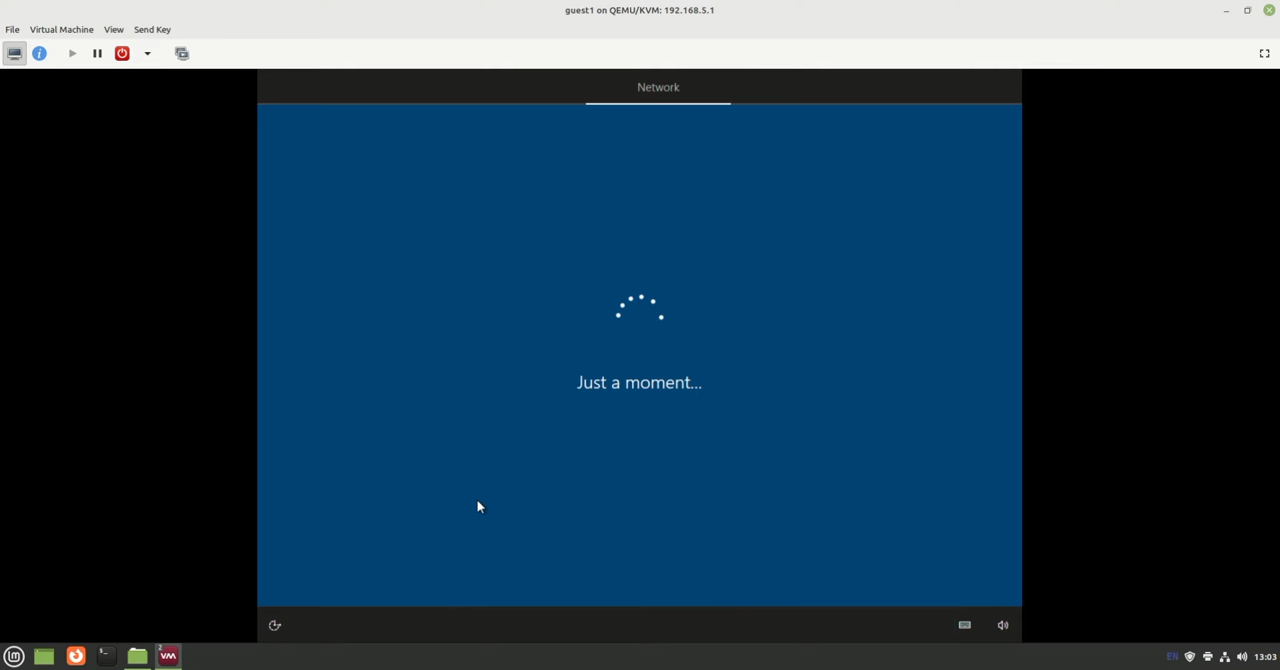 guest1 on QEMU/KVM: 192.168.5.1
File Virtual Machine View Send Key
Network
Just a moment...
2
EN 13:03